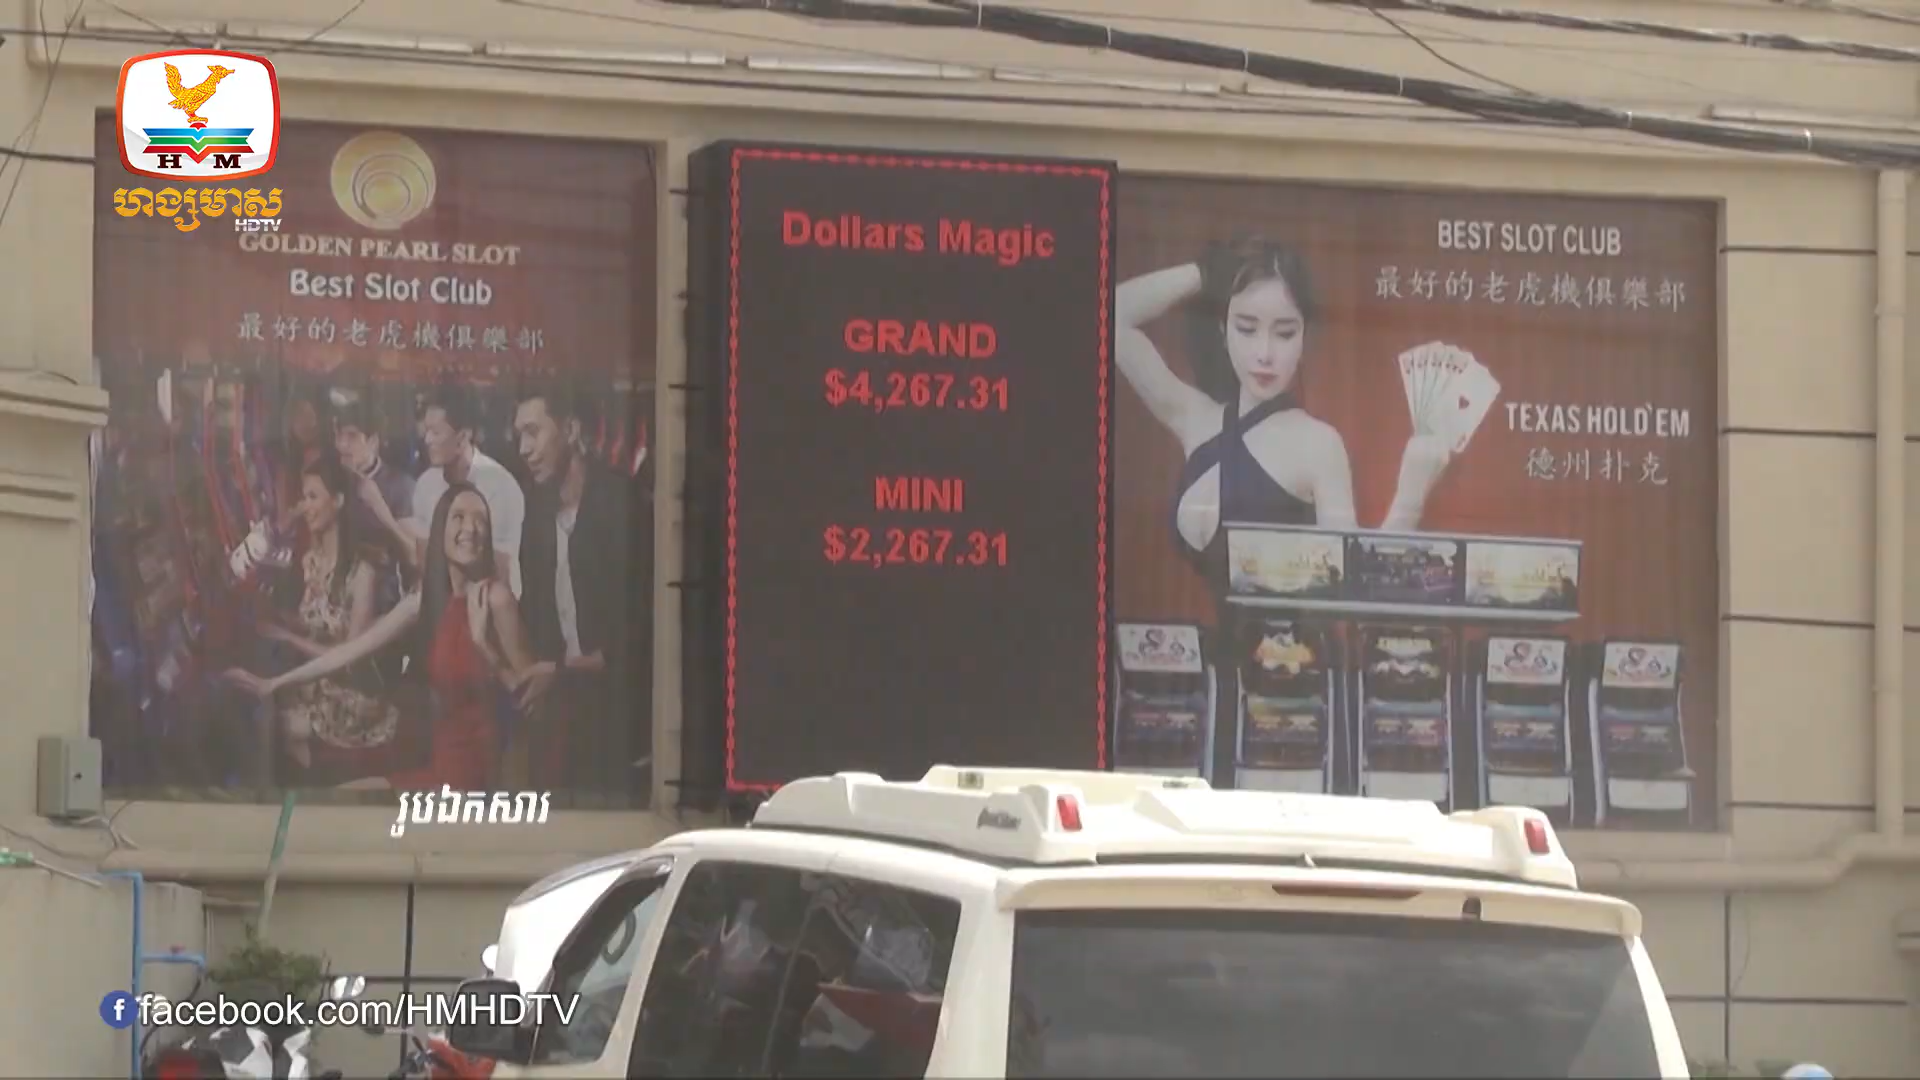 H M
ហង្សមាស
HDTV
GOLDEN PEARL SLOT
Best Slot Club
最好的老虎機俱樂部
Dollars Magic
GRAND
$4,267.31
MINI
$2,267.31
BEST SLOT CLUB
最好的老虎機俱樂部
TEXAS HOLD'EM
德州扑克
រូបឯកសារ
facebook.com/HMHDTV